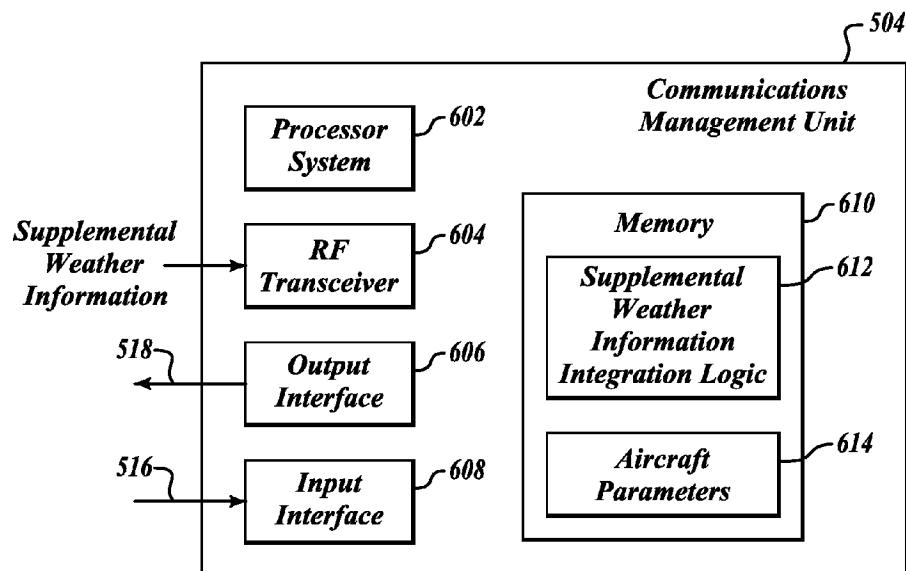 504
Communications
Management Unit
Processor
System
602
Supplemental
Weather
Information
RF
Transceiver
604
518
Output
Interface
606
516
Input
Interface
608
Memory
610
Supplemental
Weather
Information
Integration Logic
612
Aircraft
Parameters
614